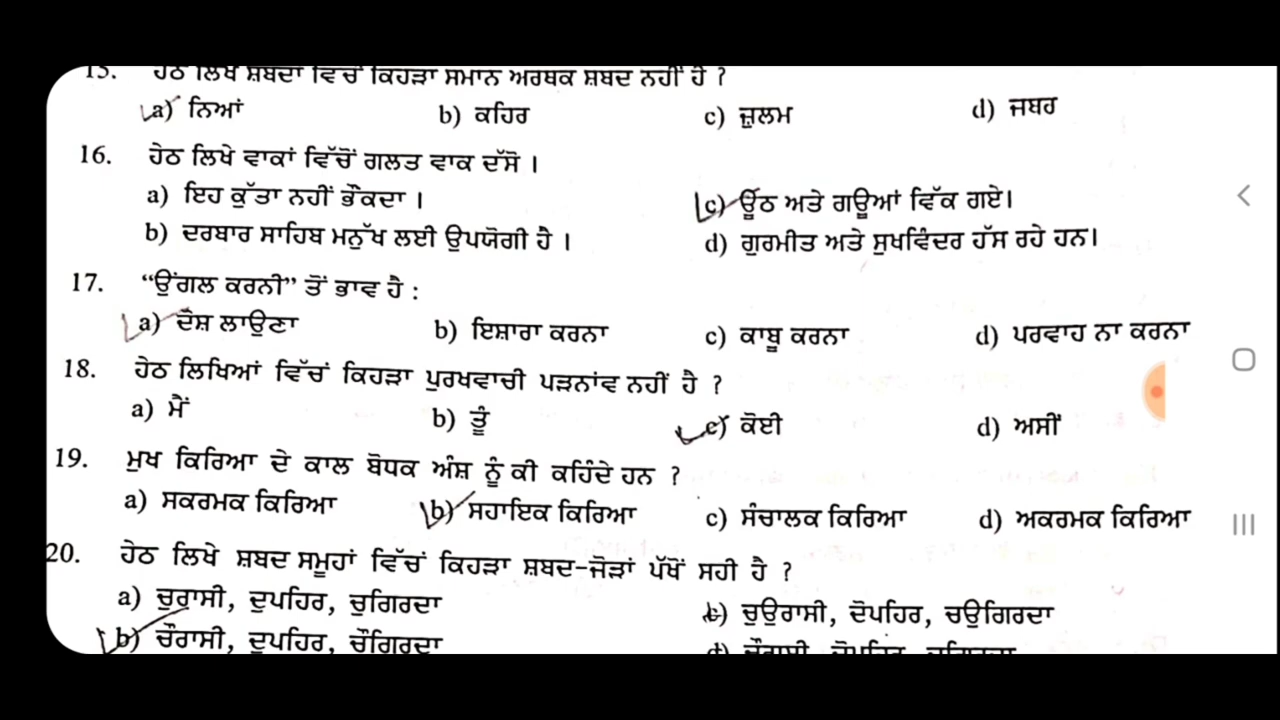 15. ਹੇਠ ਲਿਖੇ ਸ਼ਬਦਾਂ ਵਿਚੋਂ ਕਿਹੜਾ ਸਮਾਨ ਅਰਥਕ ਸ਼ਬਦ ਨਹੀਂ ਹੈ ?
a) ਨਿਆਂ b) ਕਹਿਰ c) ਜ਼ੁਲਮ d) ਜਬਰ
16. ਹੇਠ ਲਿਖੇ ਵਾਕਾਂ ਵਿੱਚੋਂ ਗਲਤ ਵਾਕ ਦੱਸੋ ।
a) ਇਹ ਕੁੱਤਾ ਨਹੀਂ ਭੌਂਕਦਾ । c) ਊੱਠ ਅਤੇ ਗਊਆਂ ਵਿੱਕ ਗਏ।
b) ਦਰਬਾਰ ਸਾਹਿਬ ਮਨੁੱਖ ਲਈ ਉਪਯੋਗੀ ਹੈ । d) ਗੁਰਮੀਤ ਅਤੇ ਸੁਖਵਿੰਦਰ ਹੱਸ ਰਹੇ ਹਨ।
17. “ਉਂਗਲ ਕਰਨੀ” ਤੋਂ ਭਾਵ ਹੈ :
a) ਦੋਸ਼ ਲਾਉਣਾ b) ਇਸ਼ਾਰਾ ਕਰਨਾ c) ਕਾਬੂ ਕਰਨਾ d) ਪਰਵਾਹ ਨਾ ਕਰਨਾ
18. ਹੇਠ ਲਿਖਿਆਂ ਵਿੱਚੋਂ ਕਿਹੜਾ ਪੁਰਖਵਾਚੀ ਪੜਨਾਂਵ ਨਹੀਂ ਹੈ ?
a) ਮੈਂ b) ਤੂੰ c) ਕੋਈ d) ਅਸੀਂ
19. ਮੁਖ ਕਿਰਿਆ ਦੇ ਕਾਲ ਬੋਧਕ ਅੰਸ਼ ਨੂੰ ਕੀ ਕਹਿੰਦੇ ਹਨ ?
a) ਸਕਰਮਕ ਕਿਰਿਆ b) ਸਹਾਇਕ ਕਿਰਿਆ c) ਸੰਚਾਲਕ ਕਿਰਿਆ d) ਅਕਰਮਕ ਕਿਰਿਆ
20. ਹੇਠ ਲਿਖੇ ਸ਼ਬਦ ਸਮੂਹਾਂ ਵਿੱਚੋਂ ਕਿਹੜਾ ਸ਼ਬਦ-ਜੋੜਾਂ ਪੱਖੋਂ ਸਹੀ ਹੈ ?
a) ਚੁਰਾਸੀ, ਦੁਪਹਿਰ, ਚੁਗਿਰਦਾ c) ਚੁਉਰਾਸੀ, ਦੋਪਹਿਰ, ਚਉਗਿਰਦਾ
b) ਚੌਰਾਸੀ, ਦੁਪਹਿਰ, ਚੌਗਿਰਦਾ d)